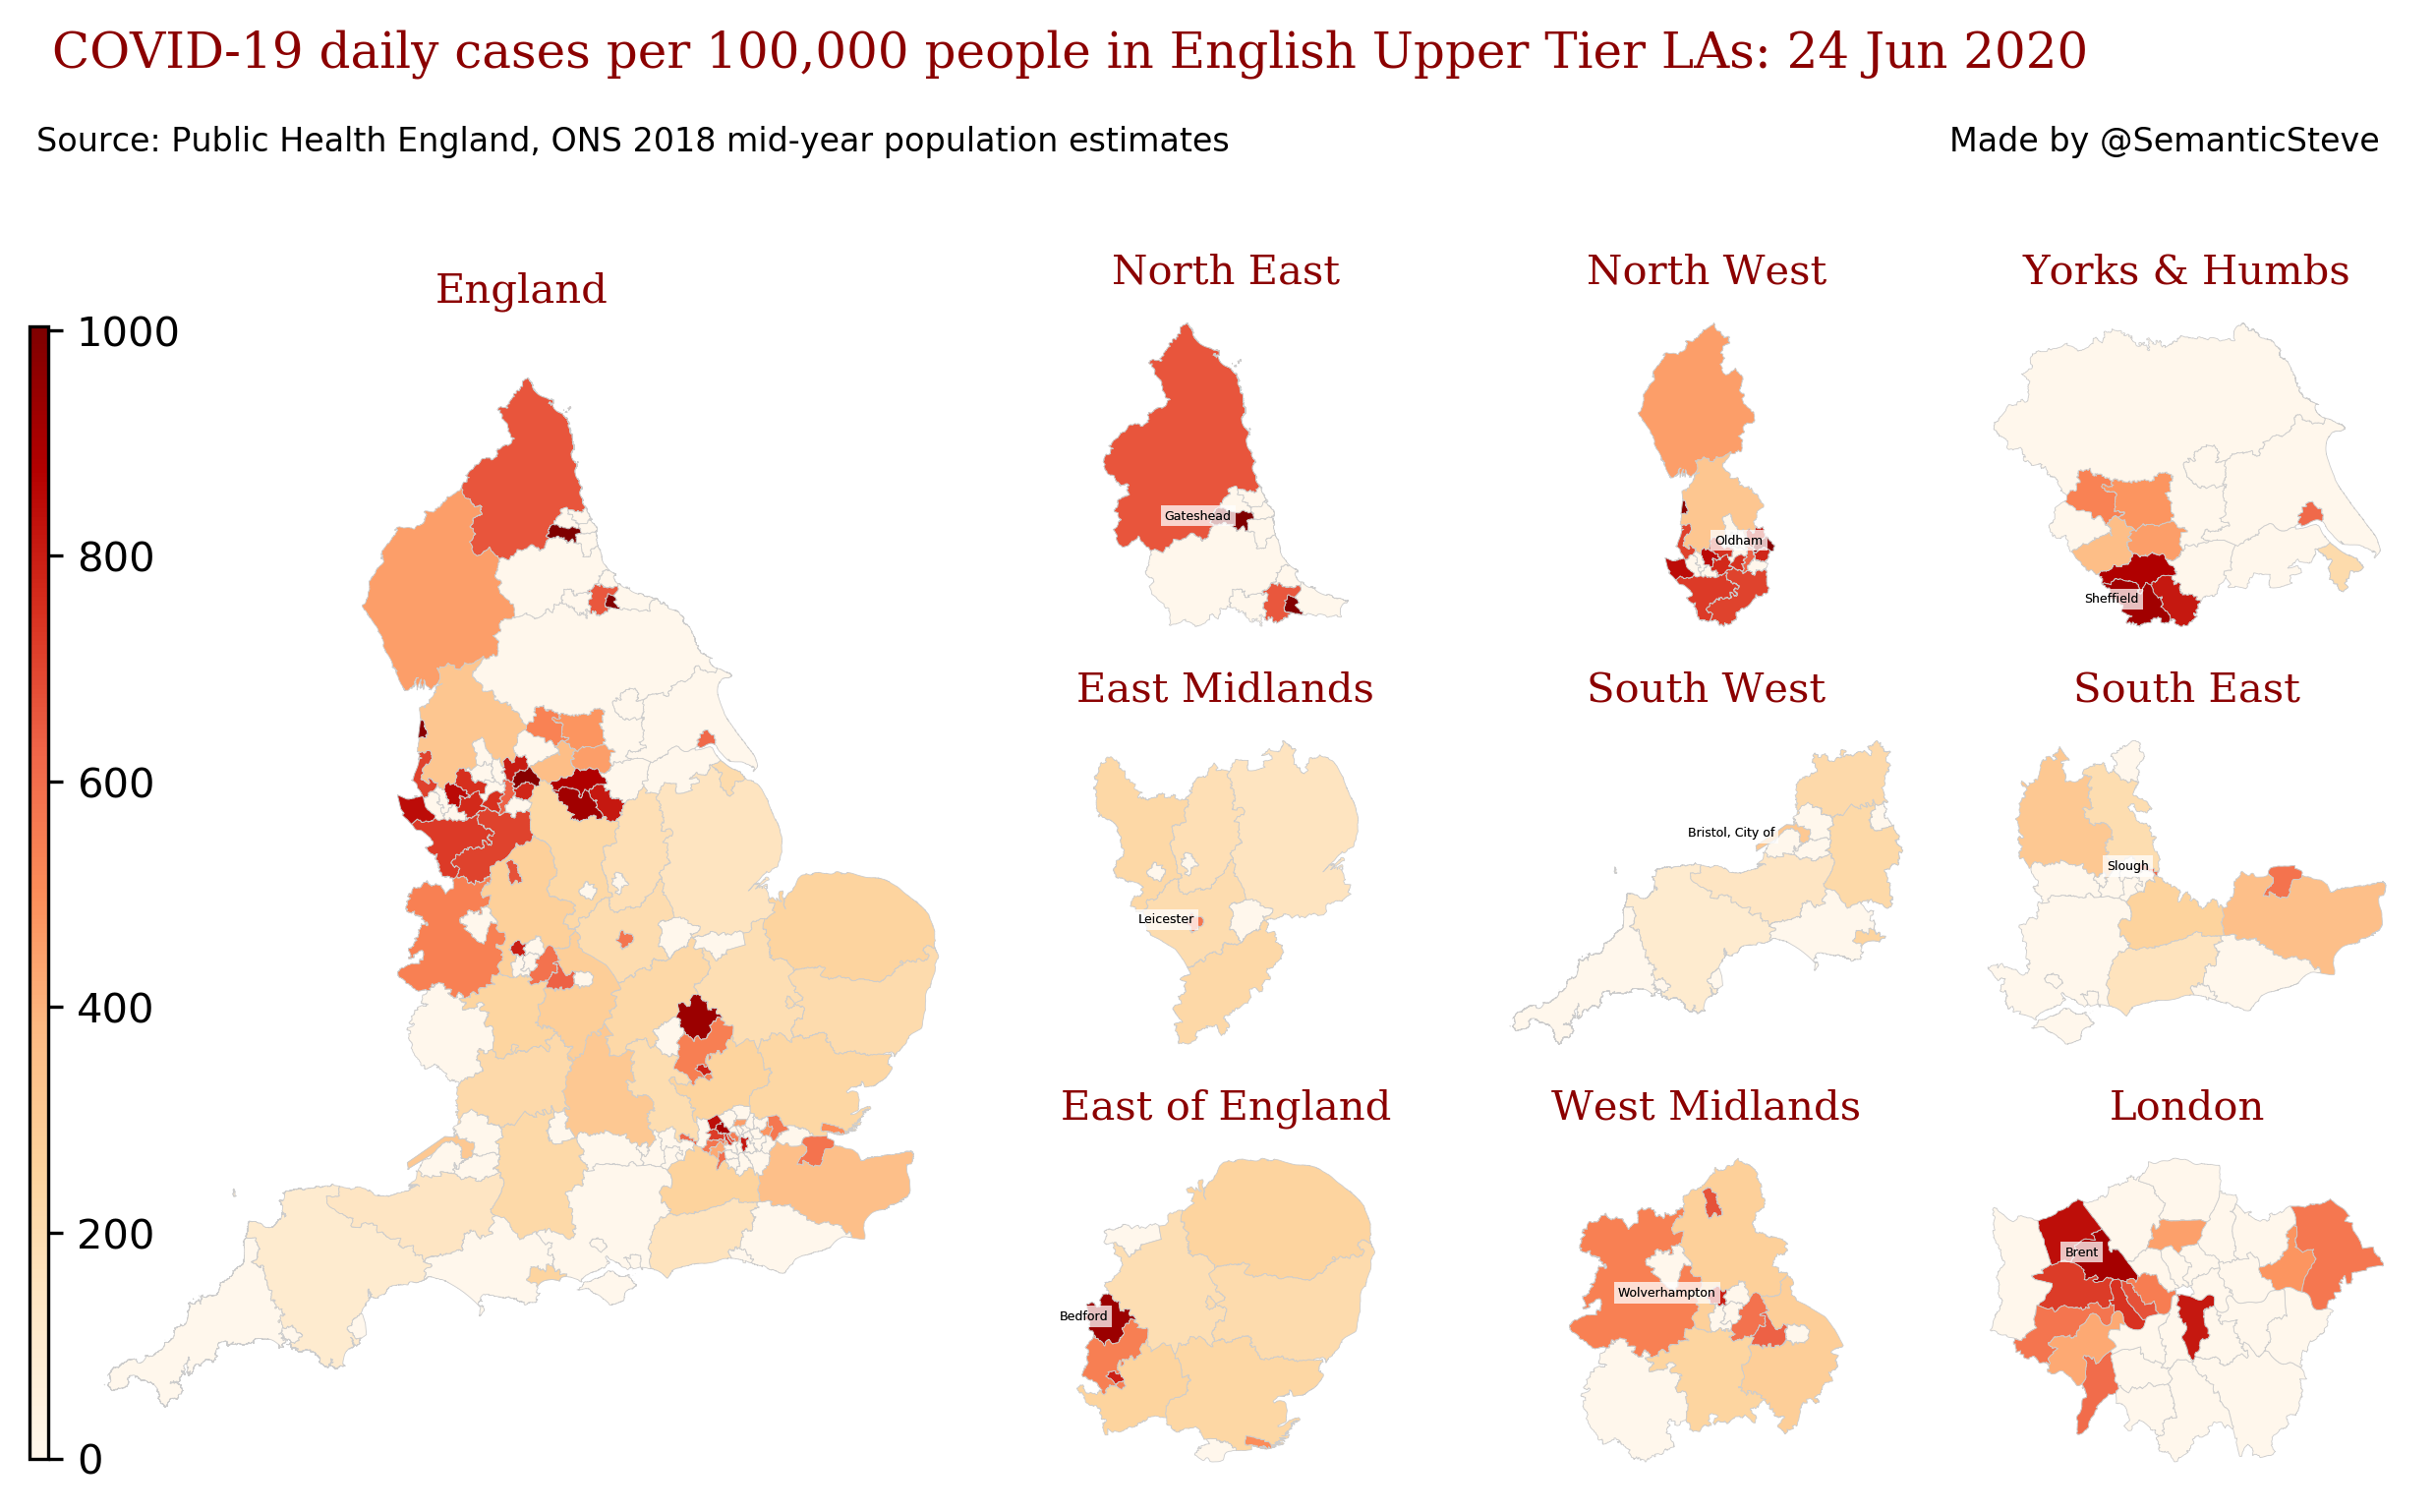 COVID-19 daily cases per 100,000 people in English Upper Tier LAs: 24 Jun 2020
Source: Public Health England, ONS 2018 mid-year population estimates
Made by @SemanticSteve
England
1000
800
600
400
200
0
North East
Gateshead
North West
Oldham
Yorks & Humbs
Sheffield
East Midlands
Leicester
South West
Bristol, City of
South East
Slough
East of England
Bedford
West Midlands
Wolverhampton
London
Brent